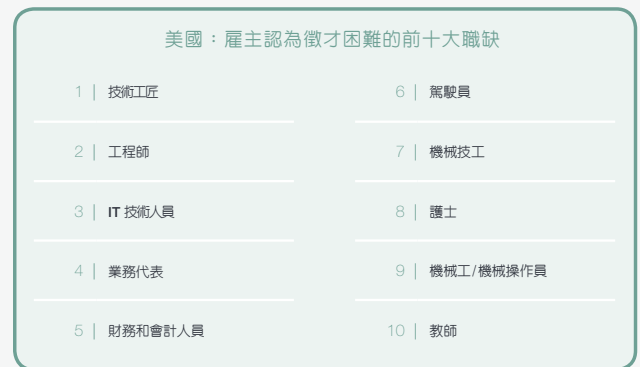 美國：雇主認為徵才困難的前十大職缺
1 | 技術工匠
2 | 工程師
3 | IT 技術人員
4 | 業務代表
5 | 財務和會計人員
6 | 駕駛員
7 | 機械技工
8 | 護士
9 | 機械工/機械操作員
10 | 教師